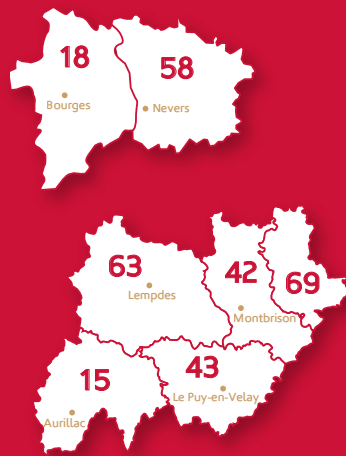 18
58
Bourges
Nevers
63
42
69
Lempdes
Montbrison
15
43
Le Puy-en-Velay
Aurillac